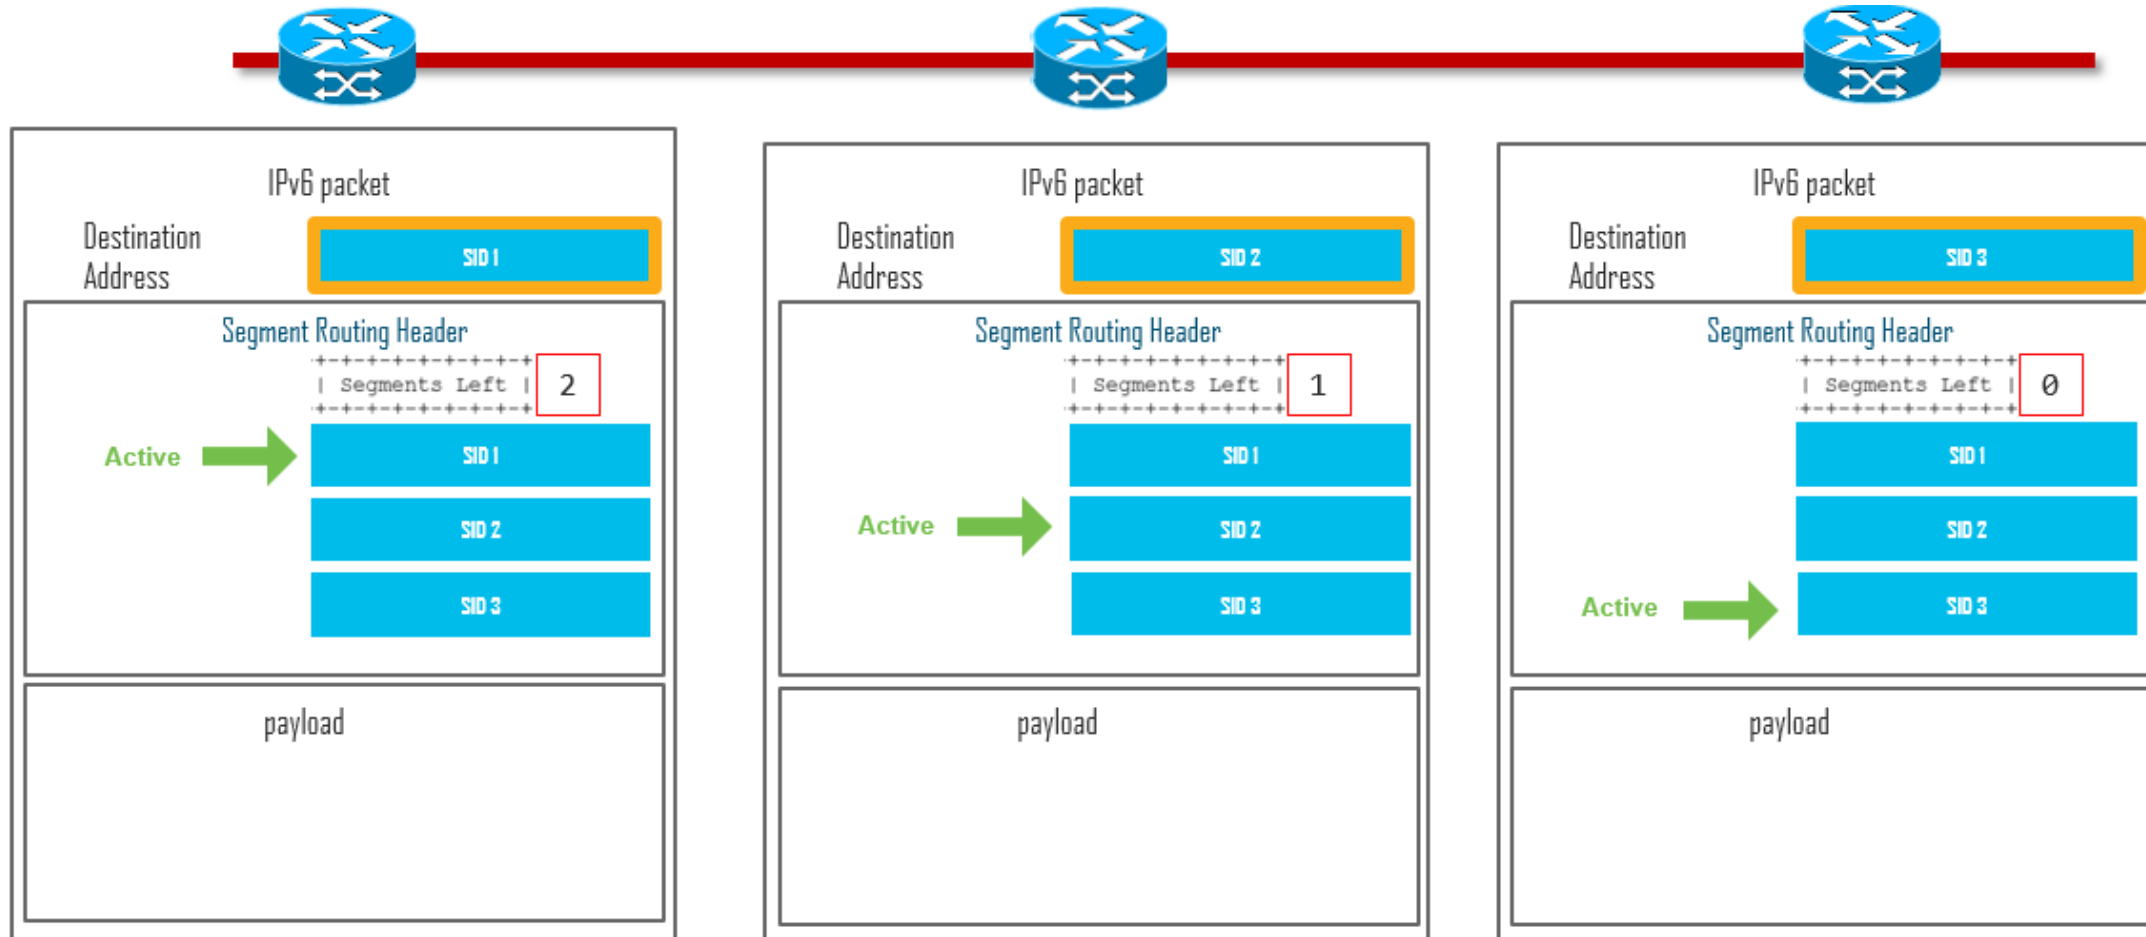 IPv6 packet
Destination
Address
SID 1
Segment Routing Header
+-+-+-+-+-+-+-+-+
| Segments Left | 2
+-+-+-+-+-+-+-+-+
Active
SID 1
SID 2
SID 3
payload
IPv6 packet
Destination
Address
SID 2
Segment Routing Header
+-+-+-+-+-+-+-+-+
| Segments Left | 1
+-+-+-+-+-+-+-+-+
SID 1
Active
SID 2
SID 3
payload
IPv6 packet
Destination
Address
SID 3
Segment Routing Header
+-+-+-+-+-+-+-+-+
| Segments Left | 0
+-+-+-+-+-+-+-+-+
SID 1
SID 2
Active
SID 3
payload